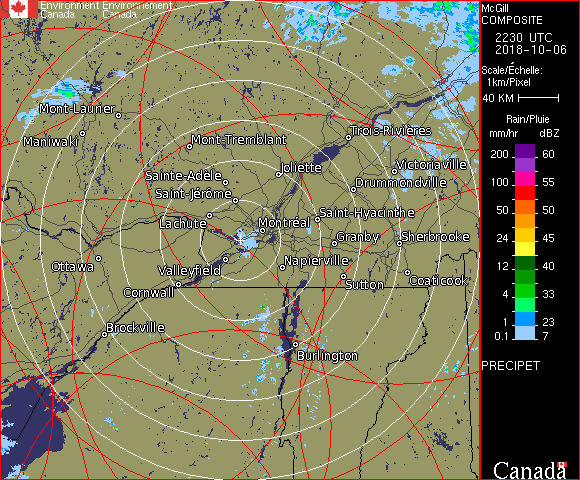 Environment Environnement
Canada Canada
McGill
COMPOSITE
2230 UTC
2018-10-06
Scale/Échelle:
1km/Pixel
40 KM
Rain/Pluie
mm/hr dBZ
200 60
150 57
100 55
50 50
24 45
12 40
4 33
1 23
0.1 7
PRECIPET
Canada
Mont-Laurier
Maniwaki
Mont-Tremblant
Trois-Rivières
Joliette
Victoriaville
Sainte-Adèle
Drummondville
Saint-Jérôme
Saint-Hyacinthe
Lachute
Montréal
Granby
Sherbrooke
Ottawa
Valleyfield
Napierville
Sutton
Coaticook
Cornwall
Brockville
Burlington